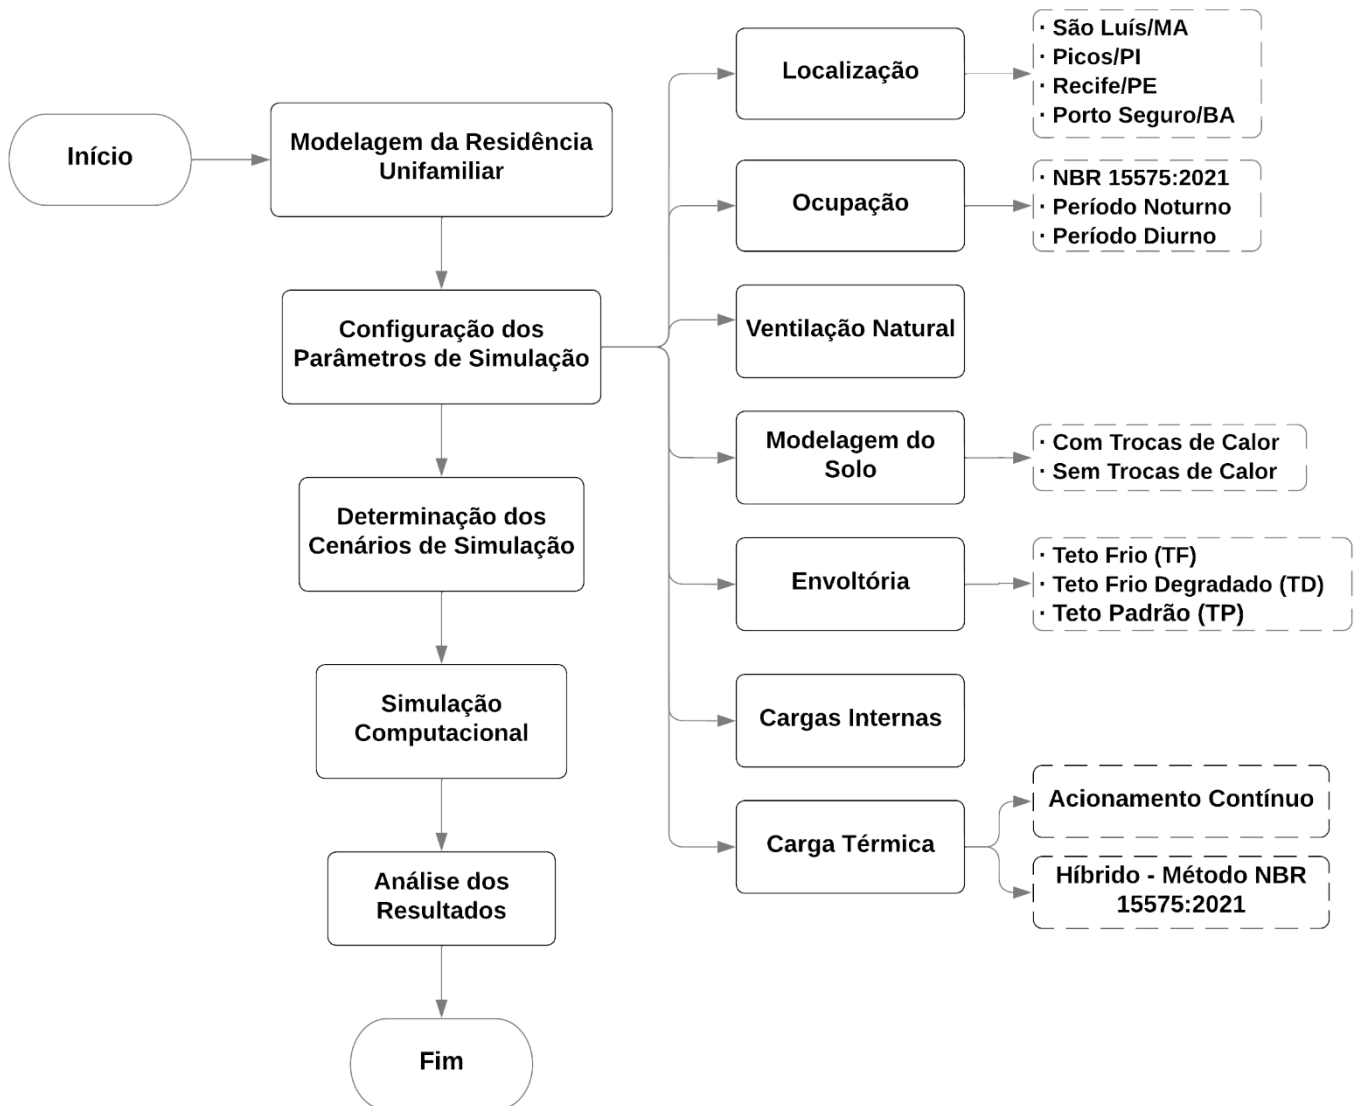 Início
Modelagem da Residência
Unifamiliar
Configuração dos
Parâmetros de Simulação
Determinação dos
Cenários de Simulação
Simulação
Computacional
Análise dos
Resultados
Fim
Localização
· São Luís/MA
· Picos/PI
· Recife/PE
· Porto Seguro/BA
Ocupação
· NBR 15575:2021
· Período Noturno
· Período Diurno
Ventilação Natural
Modelagem do
Solo
· Com Trocas de Calor
· Sem Trocas de Calor
Envoltória
· Teto Frio (TF)
· Teto Frio Degradado (TD)
· Teto Padrão (TP)
Cargas Internas
Carga Térmica
Acionamento Contínuo
Híbrido - Método NBR
15575:2021